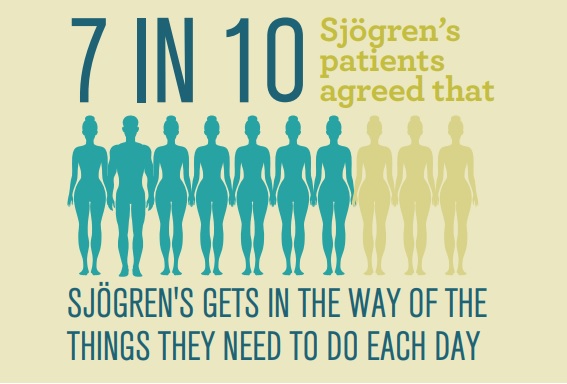 7 IN 10
Sjögren's
patients
agreed that
SJÖGREN'S GETS IN THE WAY OF THE
THINGS THEY NEED TO DO EACH DAY